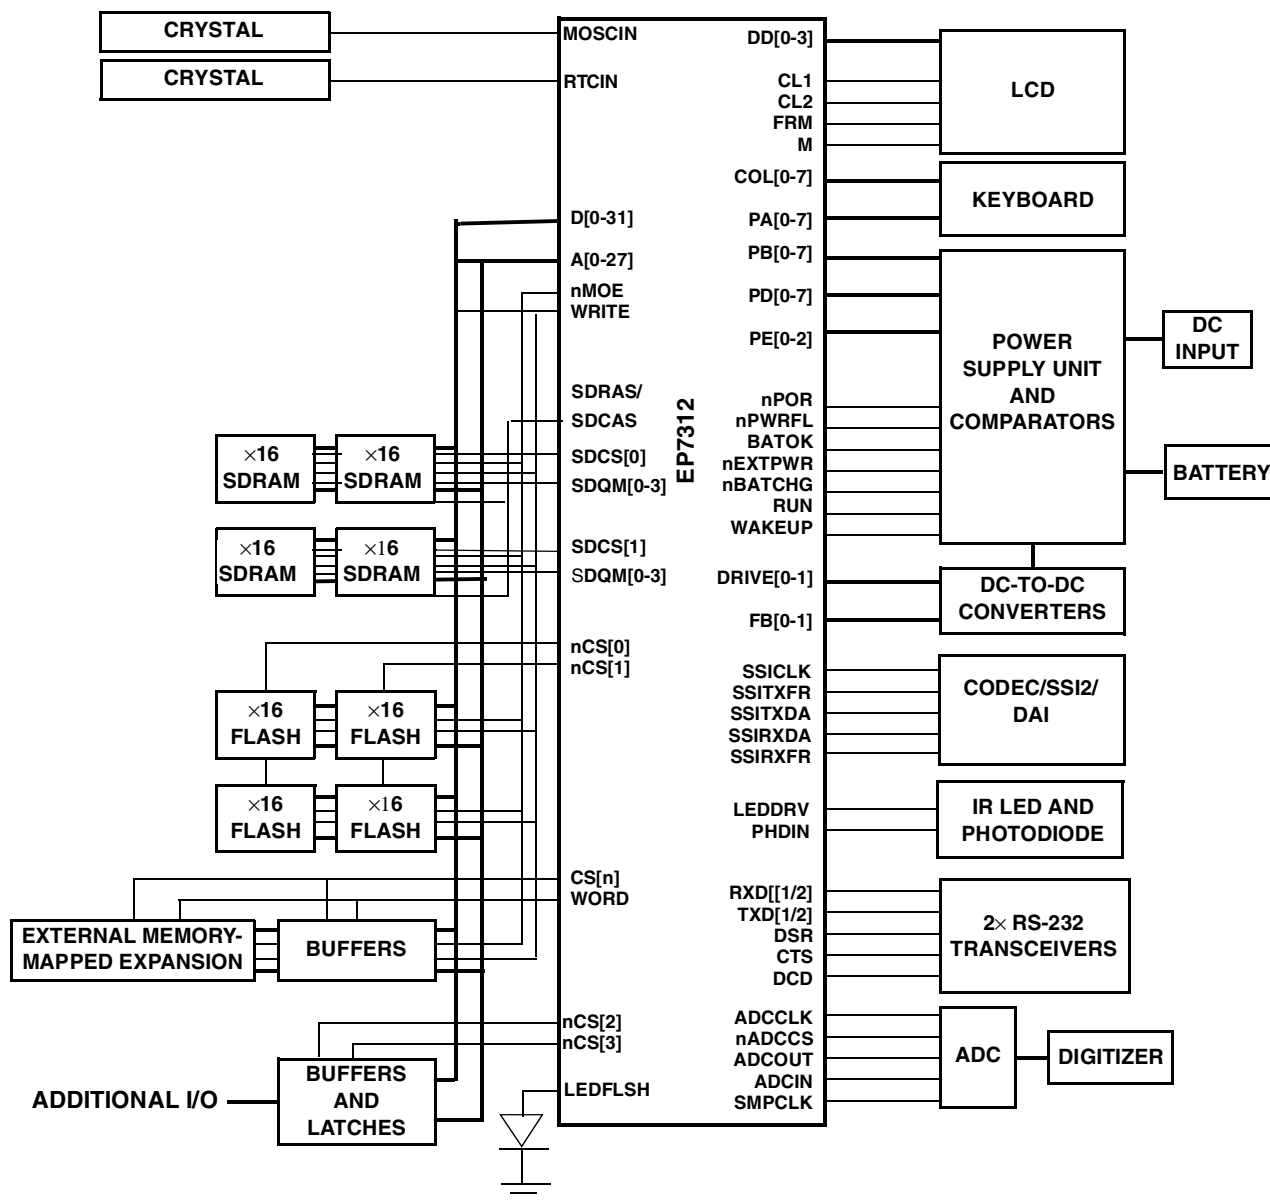 CRYSTAL
CRYSTAL
MOSCIN
RTCIN
D[0-31]
A[0-27]
nMOE
WRITE
SDRAS/
SDCAS
SDCS[0]
SDQM[0-3]
SDCS[1]
SDQM[0-3]
nCS[0]
nCS[1]
CS[n]
WORD
nCS[2]
nCS[3]
LEDFLSH
×16
SDRAM
×16
SDRAM
×16
SDRAM
×16
SDRAM
×16
FLASH
×16
FLASH
×16
FLASH
×16
FLASH
EXTERNAL MEMORY-
MAPPED EXPANSION
BUFFERS
BUFFERS
AND
LATCHES
ADDITIONAL I/O
EP7312
DD[0-3]
CL1
CL2
FRM
M
COL[0-7]
PA[0-7]
PB[0-7]
PD[0-7]
PE[0-2]
nPOR
nPWRFL
BATOK
nEXTPWR
nBATCHG
RUN
WAKEUP
DRIVE[0-1]
FB[0-1]
SSICLK
SSITXFR
SSITXDA
SSIRXDA
SSIRXFR
LEDDRV
PHDIN
RXD[[1/2]
TXD[1/2]
DSR
CTS
DCD
ADCCLK
nADCCS
ADCOUT
ADCIN
SMPCLK
LCD
KEYBOARD
POWER
SUPPLY UNIT
AND
COMPARATORS
DC
INPUT
BATTERY
DC-TO-DC
CONVERTERS
CODEC/SSI2/
DAI
IR LED AND
PHOTODIODE
2× RS-232
TRANSCEIVERS
ADC
DIGITIZER